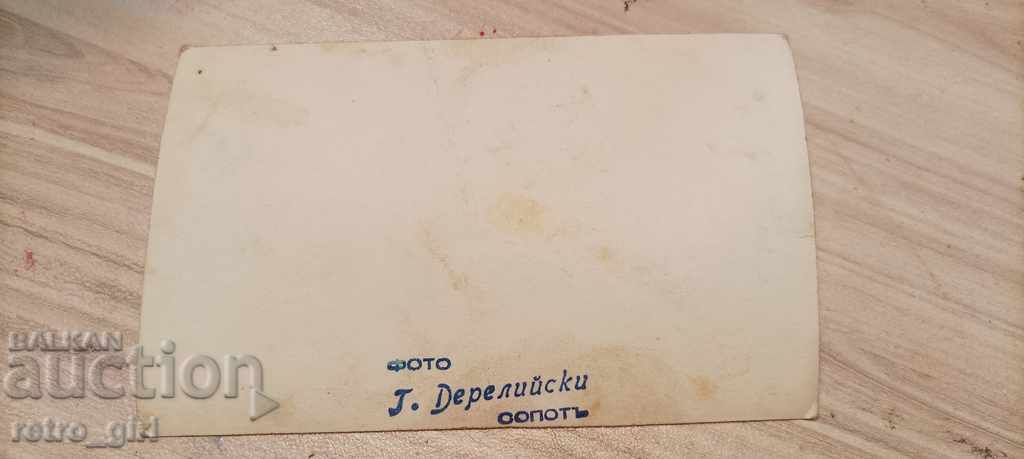 BALKAN
auction
retro_girl
ФОТО
Г. Дерелийски
СОПОТЪ